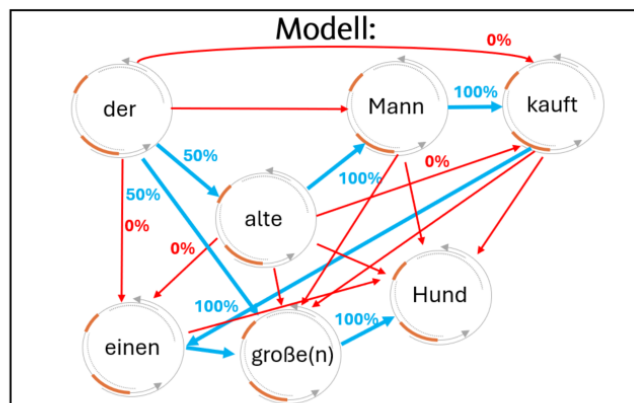 Modell:
0%
der
Mann
100%
kauft
50%
50%
100%
0%
alte
0%
0%
Hund
100%
100%
einen
große(n)